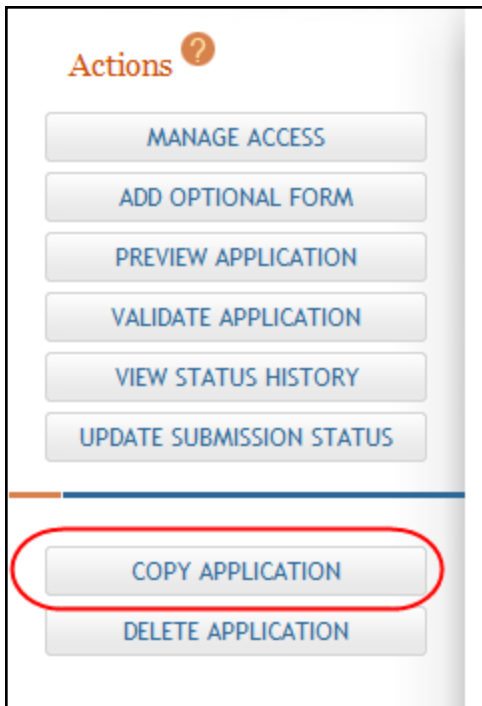 Actions ?
MANAGE ACCESS
ADD OPTIONAL FORM
PREVIEW APPLICATION
VALIDATE APPLICATION
VIEW STATUS HISTORY
UPDATE SUBMISSION STATUS
COPY APPLICATION
DELETE APPLICATION